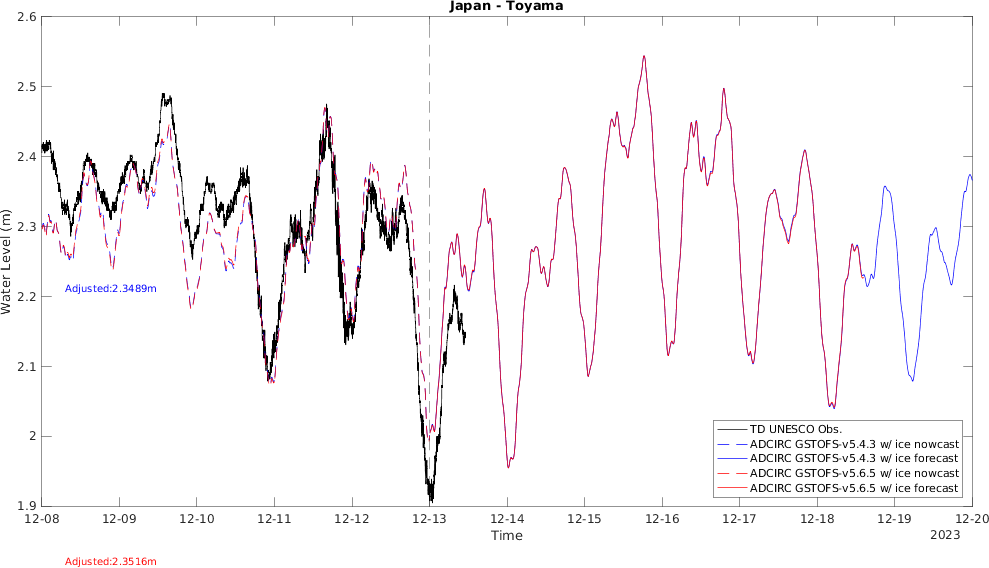 Japan - Toyama
2.6
2.5
2.4
2.3
2.2
2.1
2
1.9
Water Level (m)
Adjusted:2.3489m
TD UNESCO Obs.
ADCIRC GSTOFS-v5.4.3 w/ ice nowcast
ADCIRC GSTOFS-v5.4.3 w/ ice forecast
ADCIRC GSTOFS-v5.6.5 w/ ice nowcast
ADCIRC GSTOFS-v5.6.5 w/ ice forecast
12-08 12-09 12-10 12-11 12-12 12-13 12-14 12-15 12-16 12-17 12-18 12-19 12-20
Time
2023
Adjusted:2.3516m